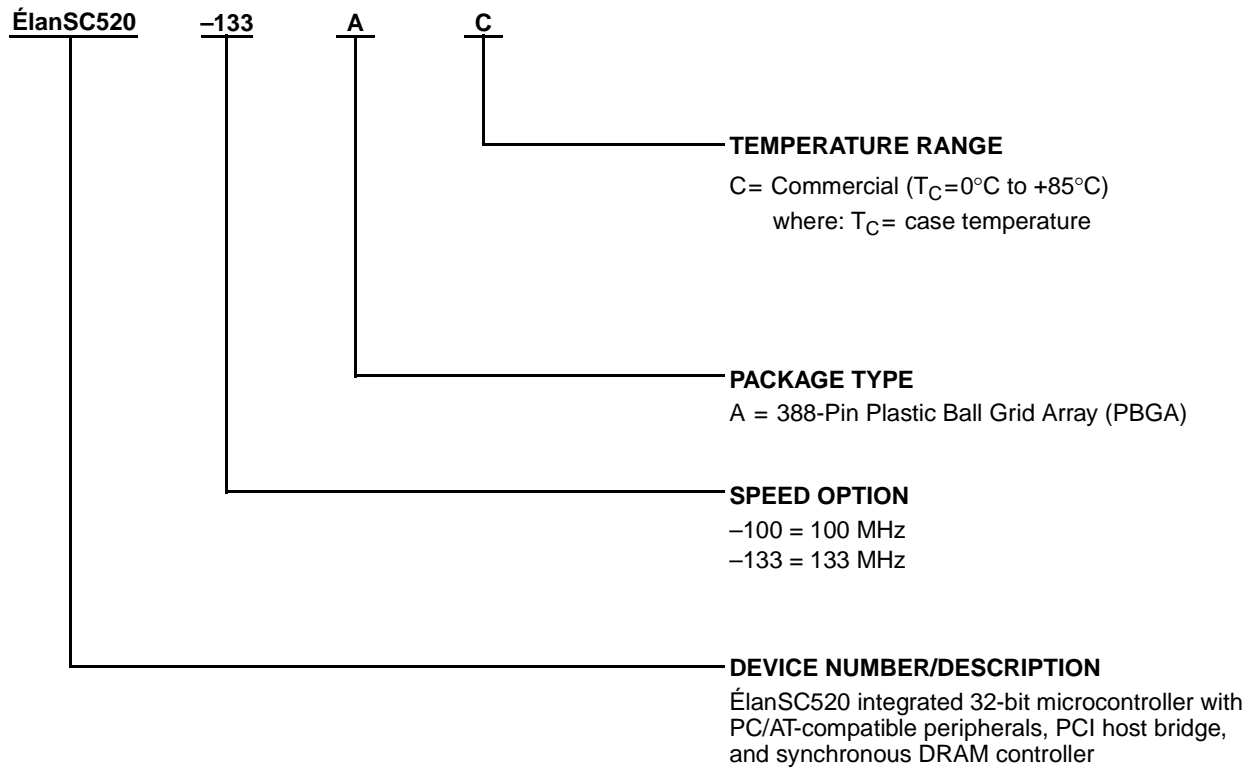 ÉlanSC520 –133 A C
TEMPERATURE RANGE
C= Commercial (TC=0°C to +85°C)
where: TC= case temperature
PACKAGE TYPE
A = 388-Pin Plastic Ball Grid Array (PBGA)
SPEED OPTION
–100 = 100 MHz
–133 = 133 MHz
DEVICE NUMBER/DESCRIPTION
ÉlanSC520 integrated 32-bit microcontroller with
PC/AT-compatible peripherals, PCI host bridge,
and synchronous DRAM controller